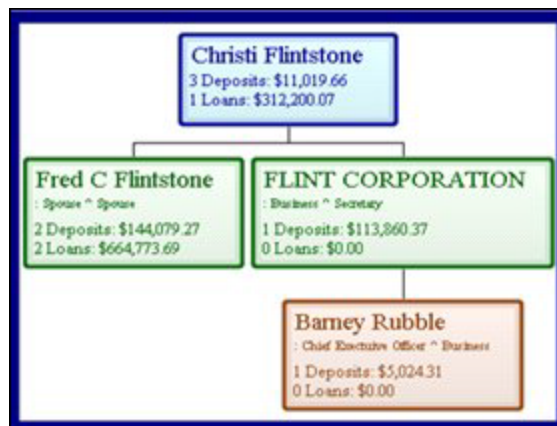 Christi Flintstone
3 Deposits: $11,019.66
1 Loans: $312,200.07
Fred C Flintstone
: Spouse ^ Spouse
2 Deposits: $144,079.27
2 Loans: $664,773.69
FLINT CORPORATION
: Business ^ Secretary
1 Deposits: $113,860.37
0 Loans: $0.00
Barney Rubble
: Chief Executive Officer ^ Business
1 Deposits: $5,024.31
0 Loans: $0.00